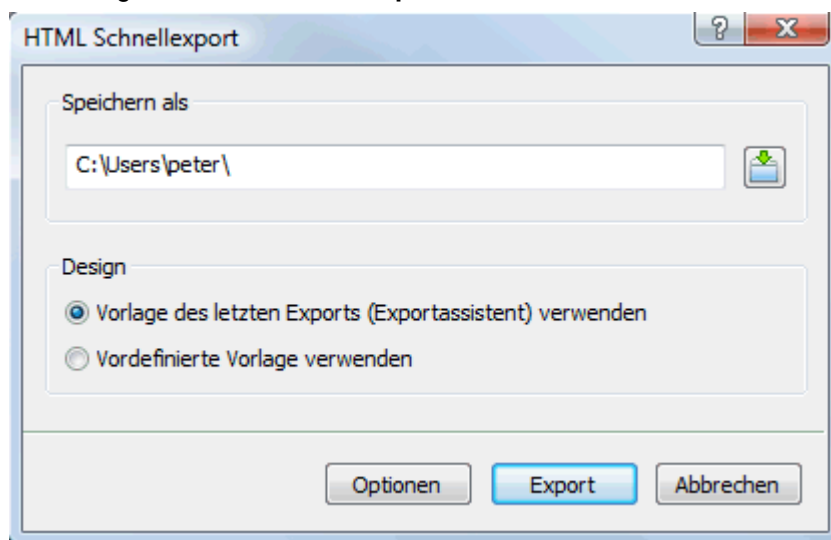 HTML Schnellexport
Speichern als
C:\Users\peter\
Design
Vorlage des letzten Exports (Exportassistent) verwenden
Vordefinierte Vorlage verwenden
Optionen
Export
Abbrechen